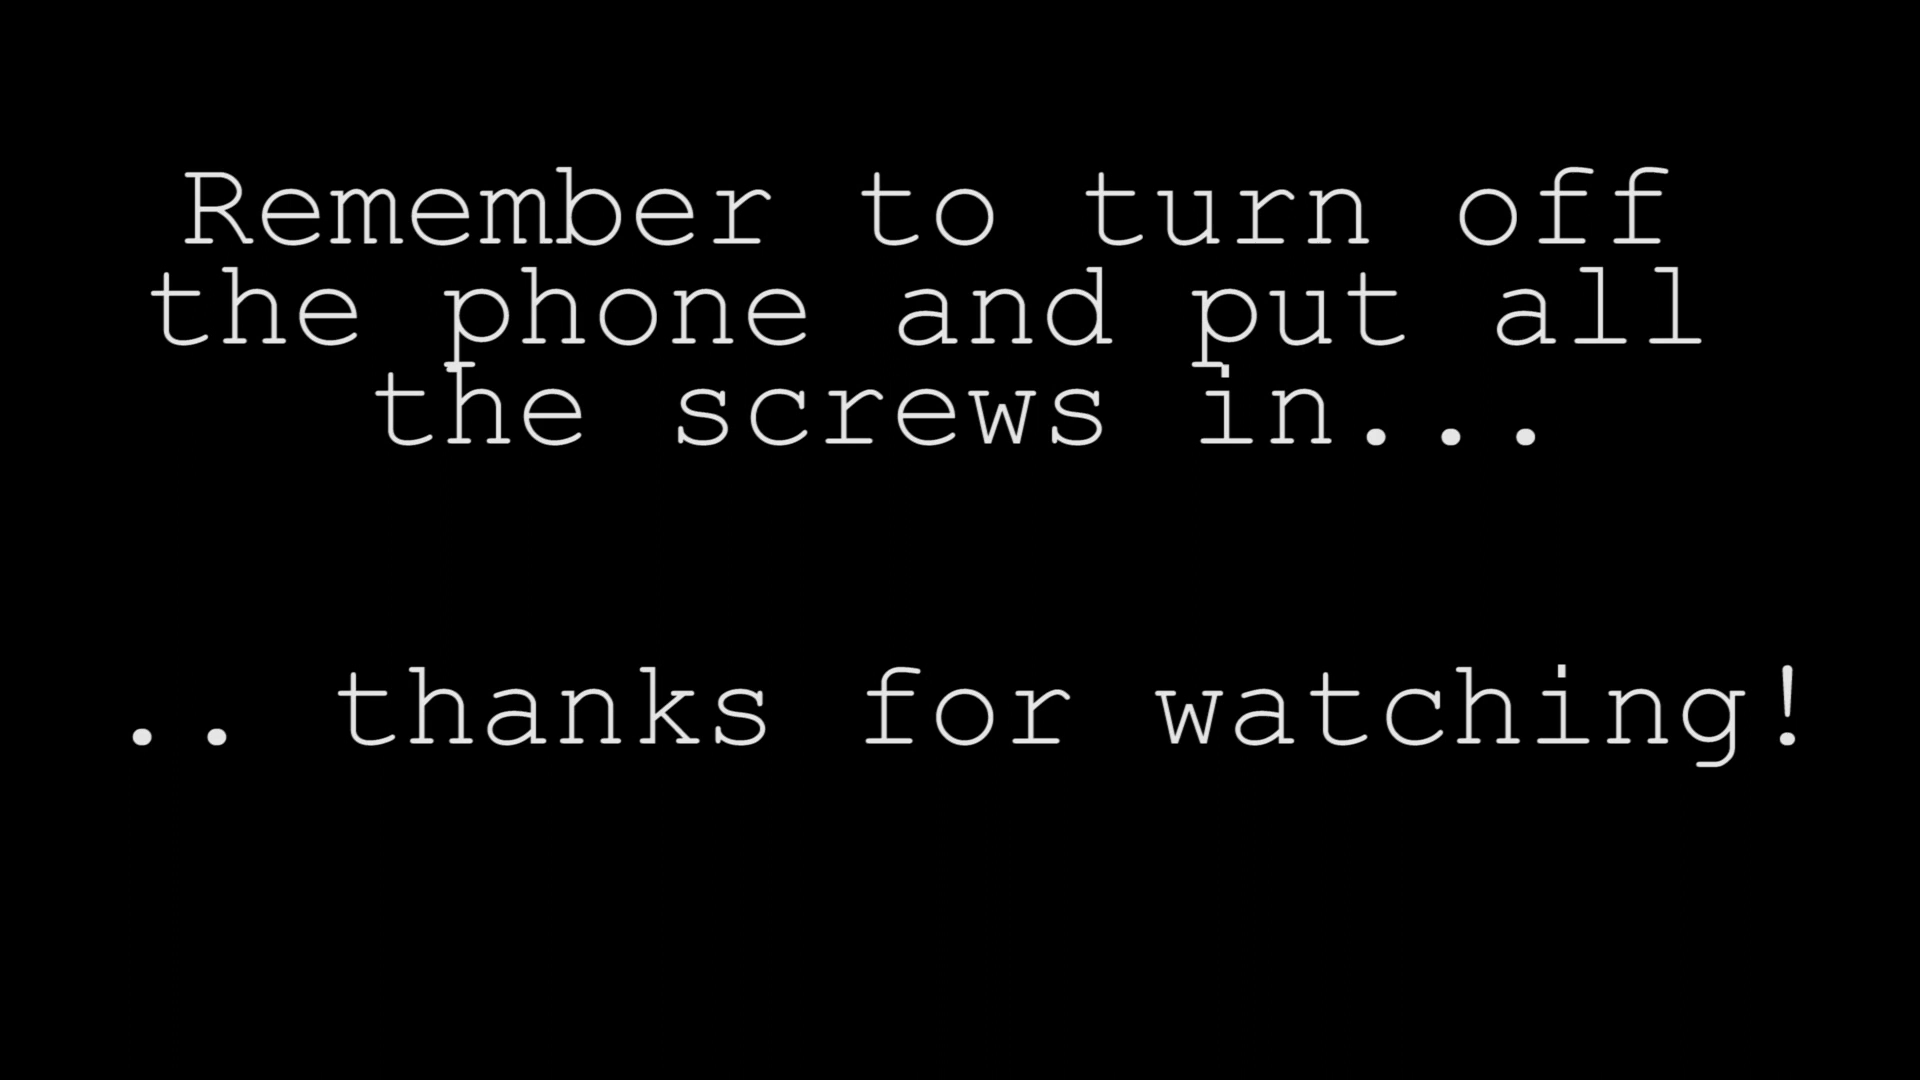 Remember to turn off
the phone and put all
the screws in...
.. thanks for watching!